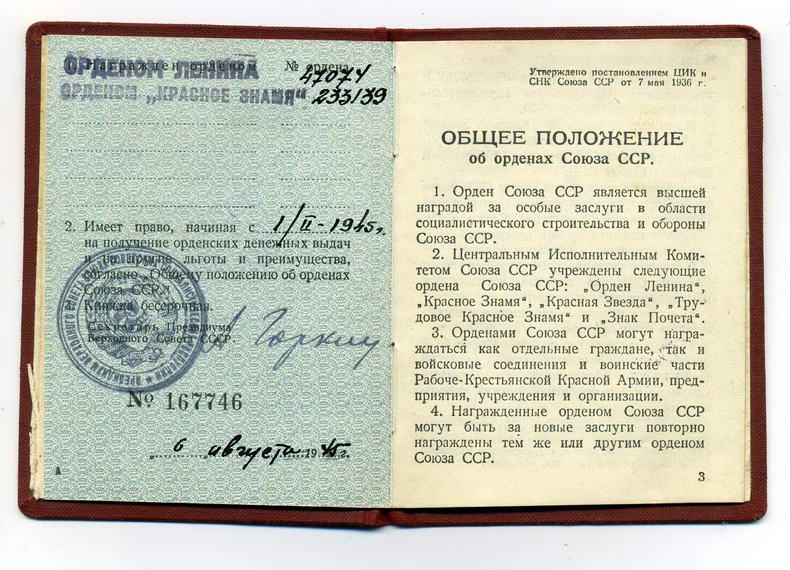 Награжден орденом № ордена
ОРДЕНОМ ЛЕНИНА 47074
ОРДЕНОМ „КРАСНОЕ ЗНАМЯ" 233139
2. Имеет право, начиная с 1/II-1945г.
на получение орденских денежных выдач
и на прочие льготы и преимущества,
согласно „Общему положению об орденах
Союза ССР."
Книжка бессрочная.
Секретарь Президиума
Верховного Совета СССР
А. Горкин
№ 167746
„6" августа 1945 г.
А
Утверждено постановлением ЦИК и
СНК Союза ССР от 7 мая 1936 г.
ОБЩЕЕ ПОЛОЖЕНИЕ
об орденах Союза ССР.
1. Орден Союза ССР является высшей
наградой за особые заслуги в области
социалистического строительства и обороны
Союза ССР.
2. Центральным Исполнительным Коми-
тетом Союза ССР учреждены следующие
ордена Союза ССР: „Орден Ленина",
„Красное Знамя", „Красная Звезда", „Тру-
довое Красное Знамя" и „Знак Почета".
3. Орденами Союза ССР могут награ-
ждаться как отдельные граждане, так и
войсковые соединения и воинские части
Рабоче-Крестьянской Красной Армии, пред-
приятия, учреждения и организации.
4. Награжденные орденом Союза ССР
могут быть за новые заслуги повторно
награждены тем же или другим орденом
Союза ССР.
3